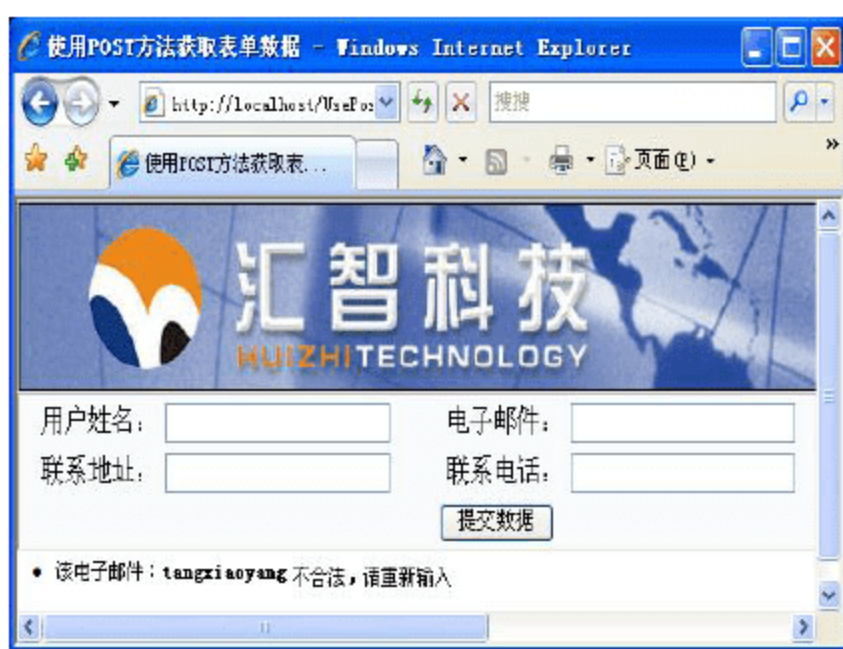 使用POST方法获取表单数据 - Windows Internet Explorer
http://localhost/UsePos
搜搜
使用POST方法获取表...
页面(P)
»
汇智科技
HUIZHITECHNOLOGY
用户姓名：
电子邮件：
联系地址：
联系电话：
提交数据
• 该电子邮件：tangxiaoyang 不合法，请重新输入